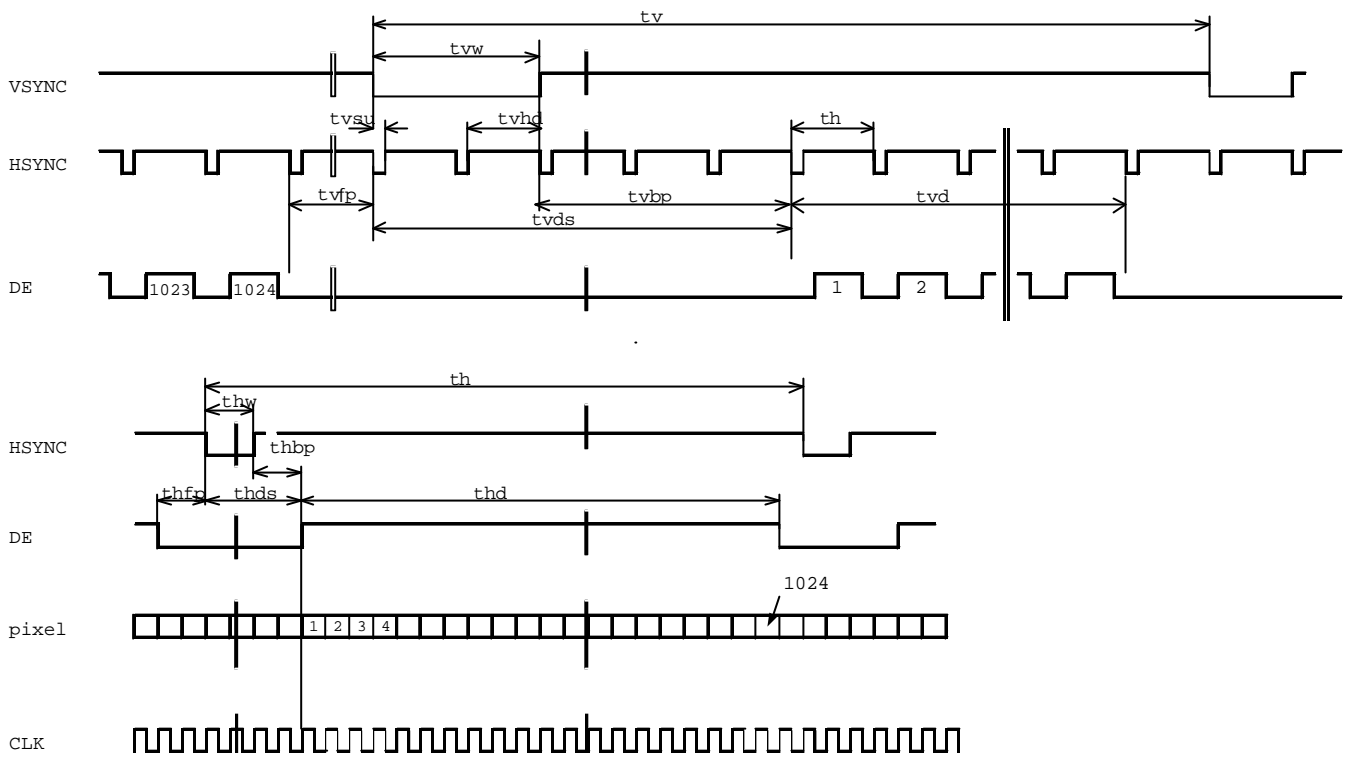 tv
tvw
VSYNC
tvsu
tvhd
th
HSYNC
tvfp
tvbp
tvd
tvds
DE
1023
1024
1
2
.
th
thw
HSYNC
thbp
thfp
thds
thd
DE
1024
pixel
1
2
3
4
CLK